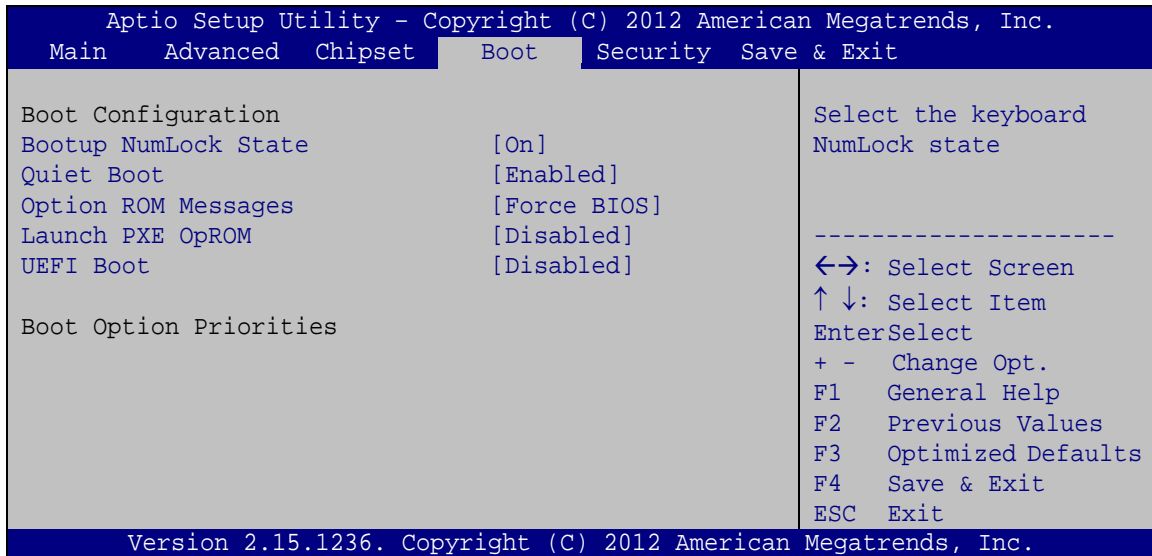 Aptio Setup Utility – Copyright (C) 2012 American Megatrends, Inc.
Main Advanced Chipset Boot Security Save & Exit
Boot Configuration
Bootup NumLock State [On]
Quiet Boot [Enabled]
Option ROM Messages [Force BIOS]
Launch PXE OpROM [Disabled]
UEFI Boot [Disabled]
Boot Option Priorities
Select the keyboard
NumLock state
---------------------
←→: Select Screen
↑ ↓: Select Item
EnterSelect
+ - Change Opt.
F1 General Help
F2 Previous Values
F3 Optimized Defaults
F4 Save & Exit
ESC Exit
Version 2.15.1236. Copyright (C) 2012 American Megatrends, Inc.